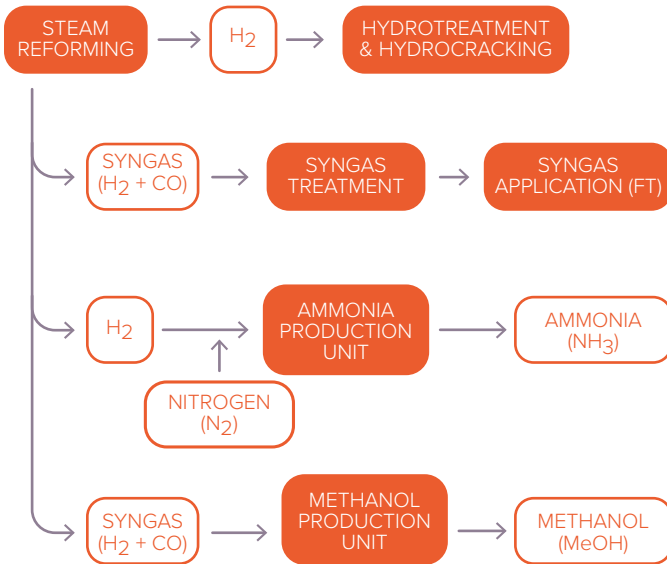 STEAM
REFORMING
H2
HYDROTREATMENT
& HYDROCRACKING
SYNGAS
(H2 + CO)
SYNGAS
TREATMENT
SYNGAS
APPLICATION (FT)
H2
AMMONIA
PRODUCTION
UNIT
AMMONIA
(NH3)
NITROGEN
(N2)
SYNGAS
(H2 + CO)
METHANOL
PRODUCTION
UNIT
METHANOL
(MeOH)